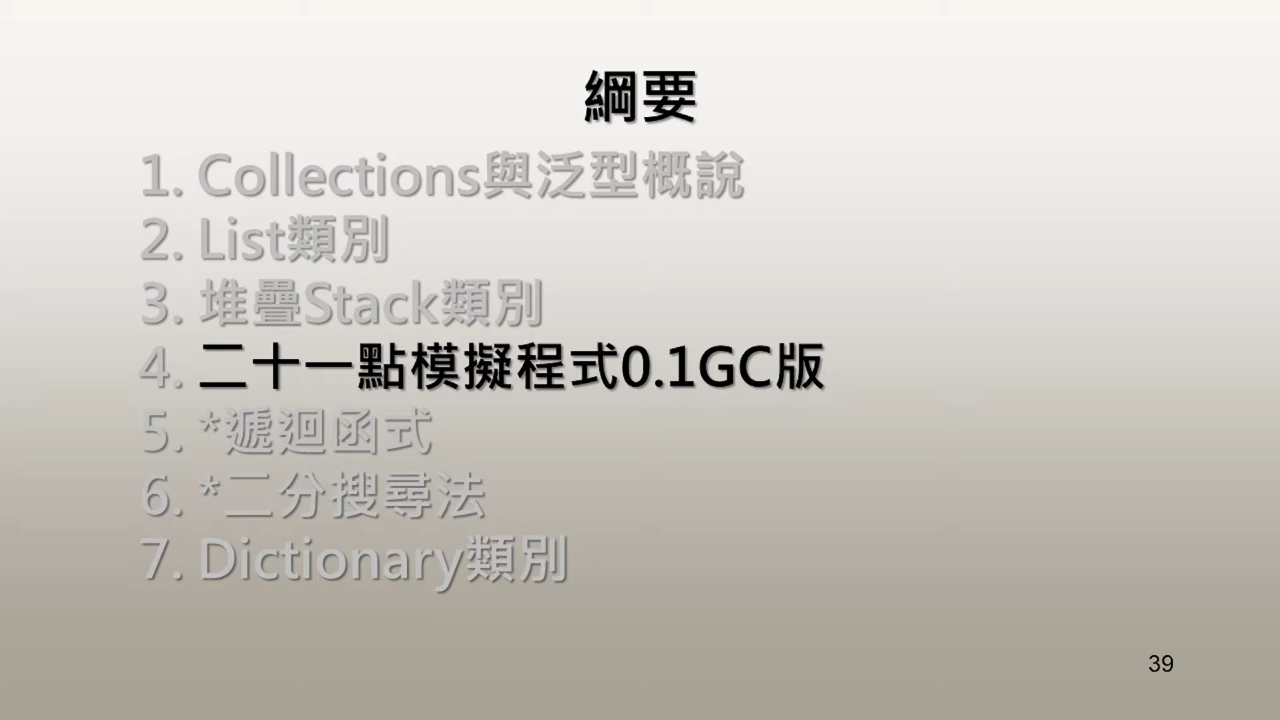 綱要
1. Collections與泛型概說
2. List類別
3. 堆疊Stack類別
4. 二十一點模擬程式0.1GC版
5. *遞迴函式
6. *二分搜尋法
7. Dictionary類別
39